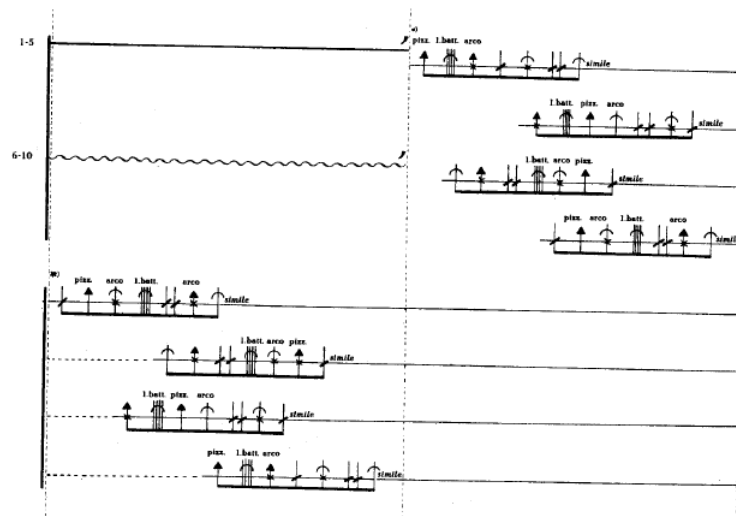 1-5
pizz. l.batt. arco
simile
l.batt. pizz. arco
simile
6-10
l.batt. arco pizz.
simile
pizz. arco l.batt. arco
simile
pizz. arco l.batt. arco
simile
l.batt. arco pizz.
simile
l.batt. pizz. arco
simile
pizz. l.batt. arco
simile